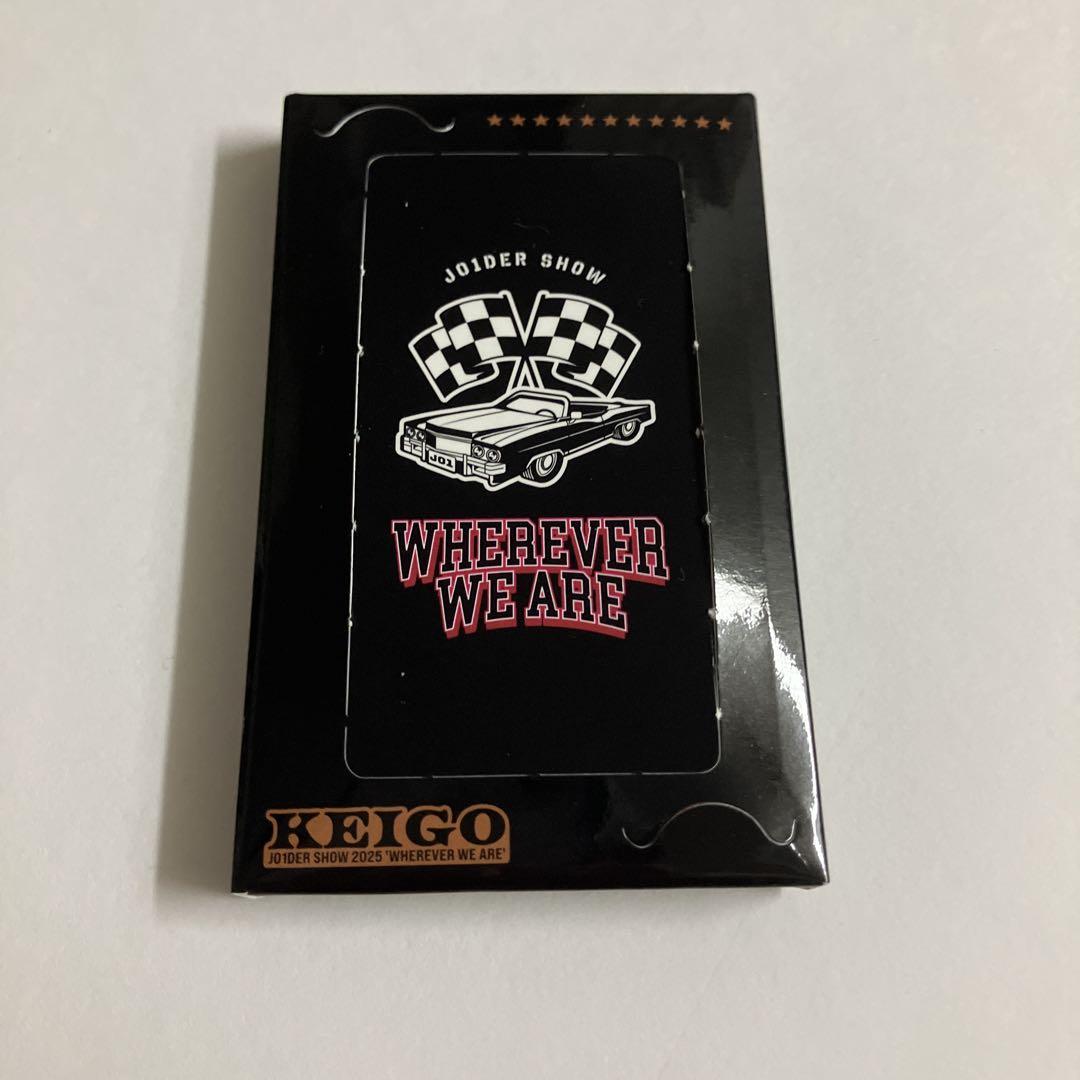 JO1DER SHOW
JO1
WHEREVER
WE ARE
KEIGO
JO1DER SHOW 2025 'WHEREVER WE ARE'